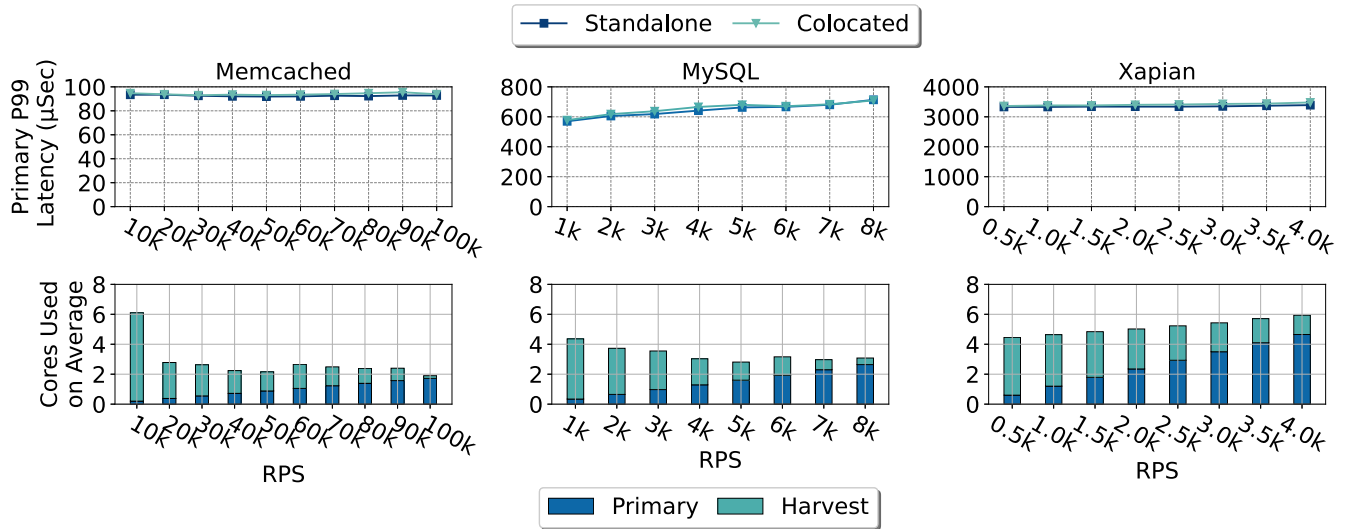 Standalone Colocated
Memcached MySQL Xapian
Primary P99
Latency (μSec)
100 80 60 40 20 0
800 600 400 200 0
4000 3000 2000 1000 0
10k 20k 30k 40k 50k 60k 70k 80k 90k 100k
1k 2k 3k 4k 5k 6k 7k 8k
0.5k 1.0k 1.5k 2.0k 2.5k 3.0k 3.5k 4.0k
Cores Used
on Average
8 6 4 2 0
8 6 4 2 0
8 6 4 2 0
10k 20k 30k 40k 50k 60k 70k 80k 90k 100k
1k 2k 3k 4k 5k 6k 7k 8k
0.5k 1.0k 1.5k 2.0k 2.5k 3.0k 3.5k 4.0k
RPS RPS RPS
Primary Harvest